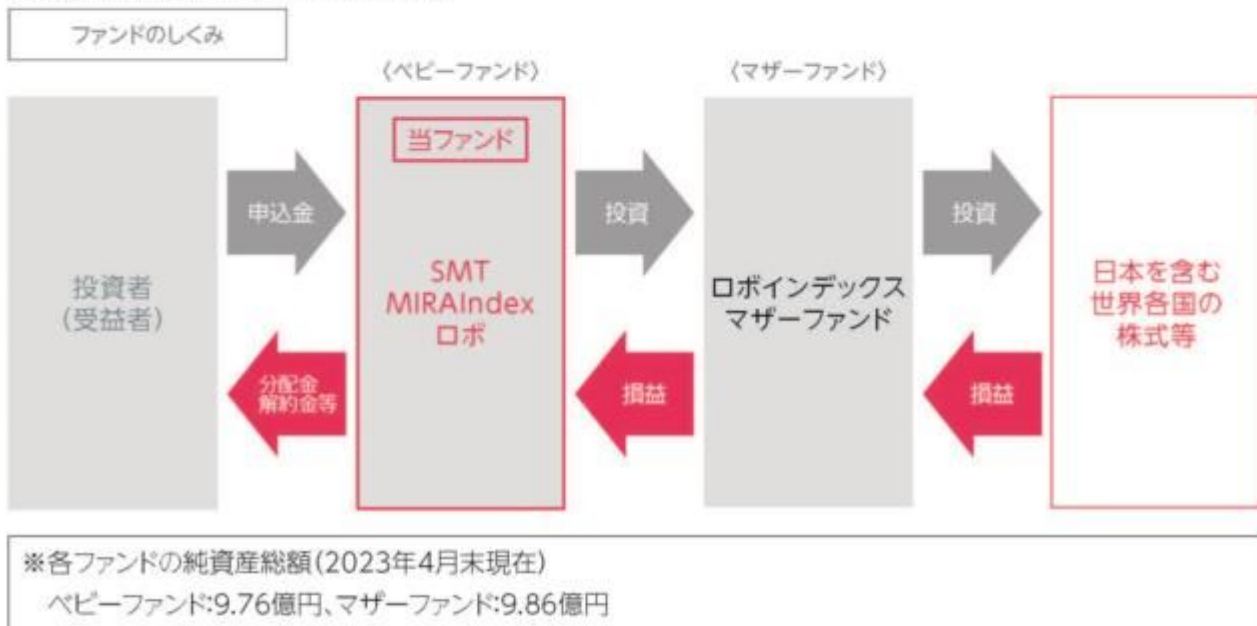 ファンドのしくみ
〈ベビーファンド〉
〈マザーファンド〉
投資者
(受益者)
申込金
分配金
解約金等
当ファンド
SMT
MIRAIndex
ロボ
投資
損益
ロボインデックス
マザーファンド
投資
損益
日本を含む
世界各国の
株式等
※各ファンドの純資産総額(2023年4月末現在)
ベビーファンド:9.76億円、マザーファンド:9.86億円